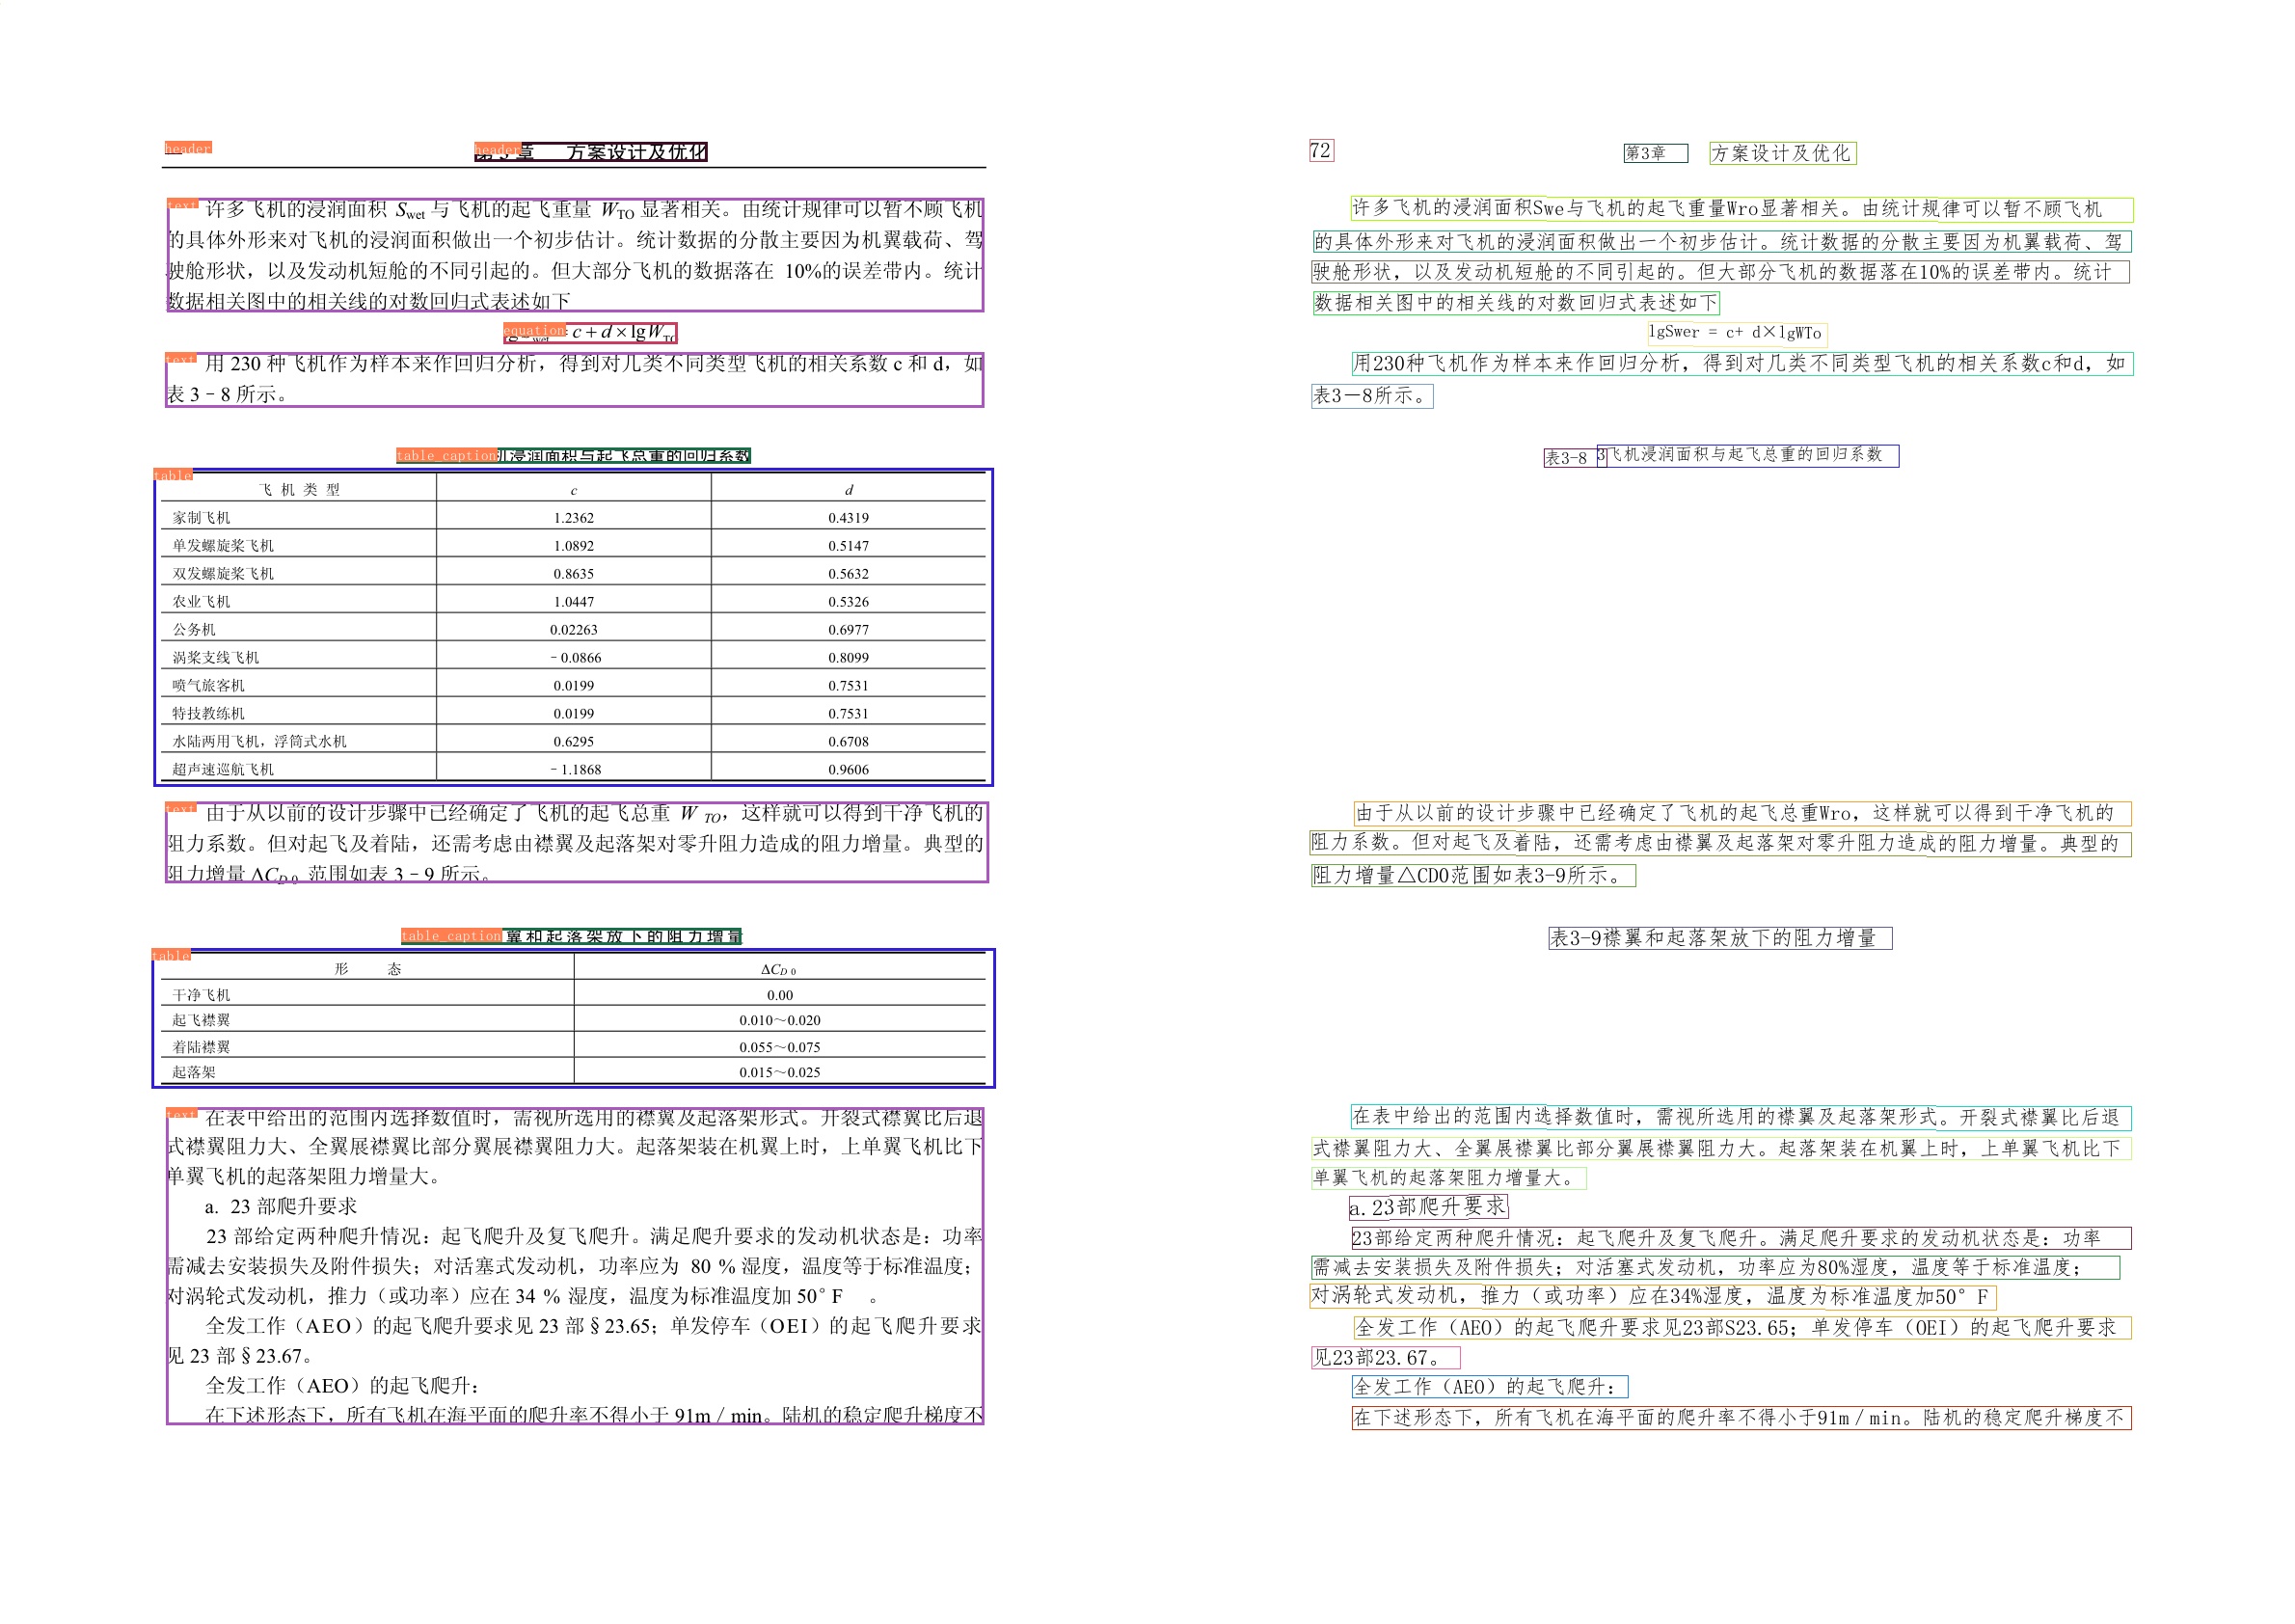 header
header 第3章 方案设计及优化
text 许多飞机的浸润面积 Swet 与飞机的起飞重量 WTO 显著相关。由统计规律可以暂不顾飞机
的具体外形来对飞机的浸润面积做出一个初步估计。统计数据的分散主要因为机翼载荷、驾
驶舱形状，以及发动机短舱的不同引起的。但大部分飞机的数据落在 10%的误差带内。统计
数据相关图中的相关线的对数回归式表述如下
equation = c + d × lg WTO
text 用 230 种飞机作为样本来作回归分析，得到对几类不同类型飞机的相关系数 c 和 d，如
表 3－8 所示。
table_caption 机浸润面积与起飞总重的回归系数
table
飞 机 类 型 c d
家制飞机 1.2362 0.4319
单发螺旋桨飞机 1.0892 0.5147
双发螺旋桨飞机 0.8635 0.5632
农业飞机 1.0447 0.5326
公务机 0.02263 0.6977
涡桨支线飞机 －0.0866 0.8099
喷气旅客机 0.0199 0.7531
特技教练机 0.0199 0.7531
水陆两用飞机，浮筒式水机 0.6295 0.6708
超声速巡航飞机 －1.1868 0.9606
text 由于从以前的设计步骤中已经确定了飞机的起飞总重 W TO，这样就可以得到干净飞机的
阻力系数。但对起飞及着陆，还需考虑由襟翼及起落架对零升阻力造成的阻力增量。典型的
阻力增量 ΔCD 0 范围如表 3－9 所示。
table_caption 翼和起落架放下的阻力增量
table
形 态 ΔCD 0
干净飞机 0.00
起飞襟翼 0.010～0.020
着陆襟翼 0.055～0.075
起落架 0.015～0.025
text 在表中给出的范围内选择数值时，需视所选用的襟翼及起落架形式。开裂式襟翼比后退
式襟翼阻力大、全翼展襟翼比部分翼展襟翼阻力大。起落架装在机翼上时，上单翼飞机比下
单翼飞机的起落架阻力增量大。
a. 23 部爬升要求
23 部给定两种爬升情况：起飞爬升及复飞爬升。满足爬升要求的发动机状态是：功率
需减去安装损失及附件损失；对活塞式发动机，功率应为 80 % 湿度，温度等于标准温度；
对涡轮式发动机，推力（或功率）应在 34 % 湿度，温度为标准温度加 50° F 。
全发工作（AEO）的起飞爬升要求见 23 部 § 23.65；单发停车（OEI）的起飞爬升要求
见 23 部 § 23.67。
全发工作（AEO）的起飞爬升：
在下述形态下，所有飞机在海平面的爬升率不得小于 91m / min。陆机的稳定爬升梯度不
72
第3章 方案设计及优化
许多飞机的浸润面积Swe与飞机的起飞重量Wro显著相关。由统计规律可以暂不顾飞机
的具体外形来对飞机的浸润面积做出一个初步估计。统计数据的分散主要因为机翼载荷、驾
驶舱形状，以及发动机短舱的不同引起的。但大部分飞机的数据落在10%的误差带内。统计
数据相关图中的相关线的对数回归式表述如下
lgSwer = c+ d×lgWTo
用230种飞机作为样本来作回归分析，得到对几类不同类型飞机的相关系数c和d，如
表3—8所示。
表3-8 3飞机浸润面积与起飞总重的回归系数
由于从以前的设计步骤中已经确定了飞机的起飞总重Wro，这样就可以得到干净飞机的
阻力系数。但对起飞及着陆，还需考虑由襟翼及起落架对零升阻力造成的阻力增量。典型的
阻力增量△CD0范围如表3-9所示。
表3-9襟翼和起落架放下的阻力增量
在表中给出的范围内选择数值时，需视所选用的襟翼及起落架形式。开裂式襟翼比后退
式襟翼阻力大、全翼展襟翼比部分翼展襟翼阻力大。起落架装在机翼上时，上单翼飞机比下
单翼飞机的起落架阻力增量大。
a.23部爬升要求
23部给定两种爬升情况：起飞爬升及复飞爬升。满足爬升要求的发动机状态是：功率
需减去安装损失及附件损失；对活塞式发动机，功率应为80%湿度，温度等于标准温度；
对涡轮式发动机，推力（或功率）应在34%湿度，温度为标准温度加50° F
全发工作（AEO）的起飞爬升要求见23部S23.65；单发停车（OEI）的起飞爬升要求
见23部23.67。
全发工作（AEO）的起飞爬升：
在下述形态下，所有飞机在海平面的爬升率不得小于91m／min。陆机的稳定爬升梯度不